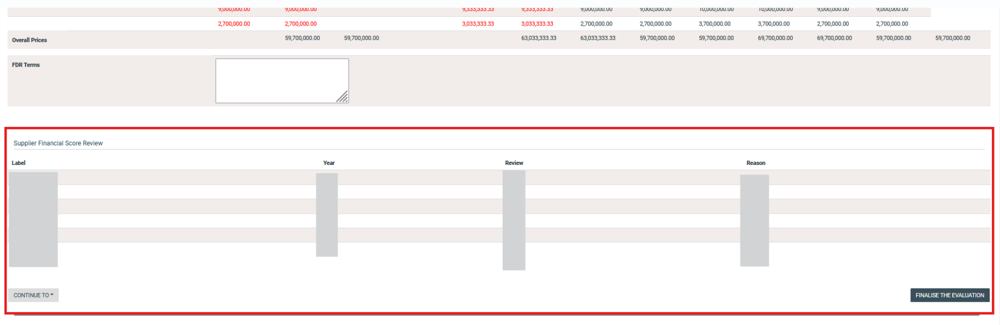 9,000,000.00 9,000,000.00 9,333,333.33 9,333,333.33 9,000,000.00 9,000,000.00 10,000,000.00 10,000,000.00 9,000,000.00 9,000,000.00
2,700,000.00 2,700,000.00 3,033,333.33 3,033,333.33 2,700,000.00 2,700,000.00 3,700,000.00 3,700,000.00 2,700,000.00 2,700,000.00
Overall Prices 59,700,000.00 59,700,000.00 63,033,333.33 63,033,333.33 59,700,000.00 59,700,000.00 69,700,000.00 69,700,000.00 59,700,000.00 59,700,000.00
FDR Terms
Supplier Financial Score Review
Label Year Review Reason
CONTINUE TO FINALISE THE EVALUATION